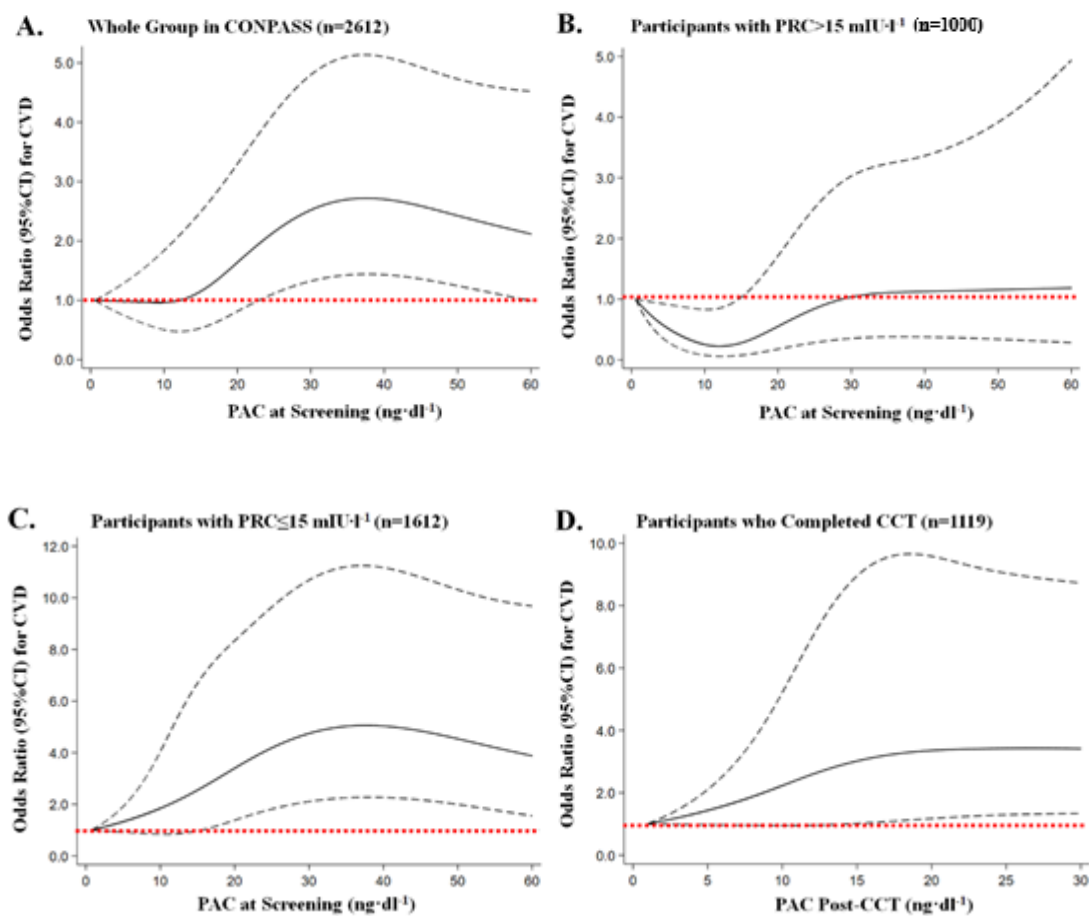 A. Whole Group in CONPASS (n=2612)
Odds Ratio (95%CI) for CVD
5.0
4.0
3.0
2.0
1.0
0.0
0 10 20 30 40 50 60
PAC at Screening (ng·dl⁻¹)
B. Participants with PRC>15 mIU·l⁻¹ (n=1000)
Odds Ratio (95%CI) for CVD
5.0
4.0
3.0
2.0
1.0
0.0
0 10 20 30 40 50 60
PAC at Screening (ng·dl⁻¹)
C. Participants with PRC≤15 mIU·l⁻¹ (n=1612)
Odds Ratio (95%CI) for CVD
12.0
10.0
8.0
6.0
4.0
2.0
0.0
0 10 20 30 40 50 60
PAC at Screening (ng·dl⁻¹)
D. Participants who Completed CCT (n=1119)
Odds Ratio (95%CI) for CVD
10.0
8.0
6.0
4.0
2.0
0.0
0 5 10 15 20 25 30
PAC Post-CCT (ng·dl⁻¹)